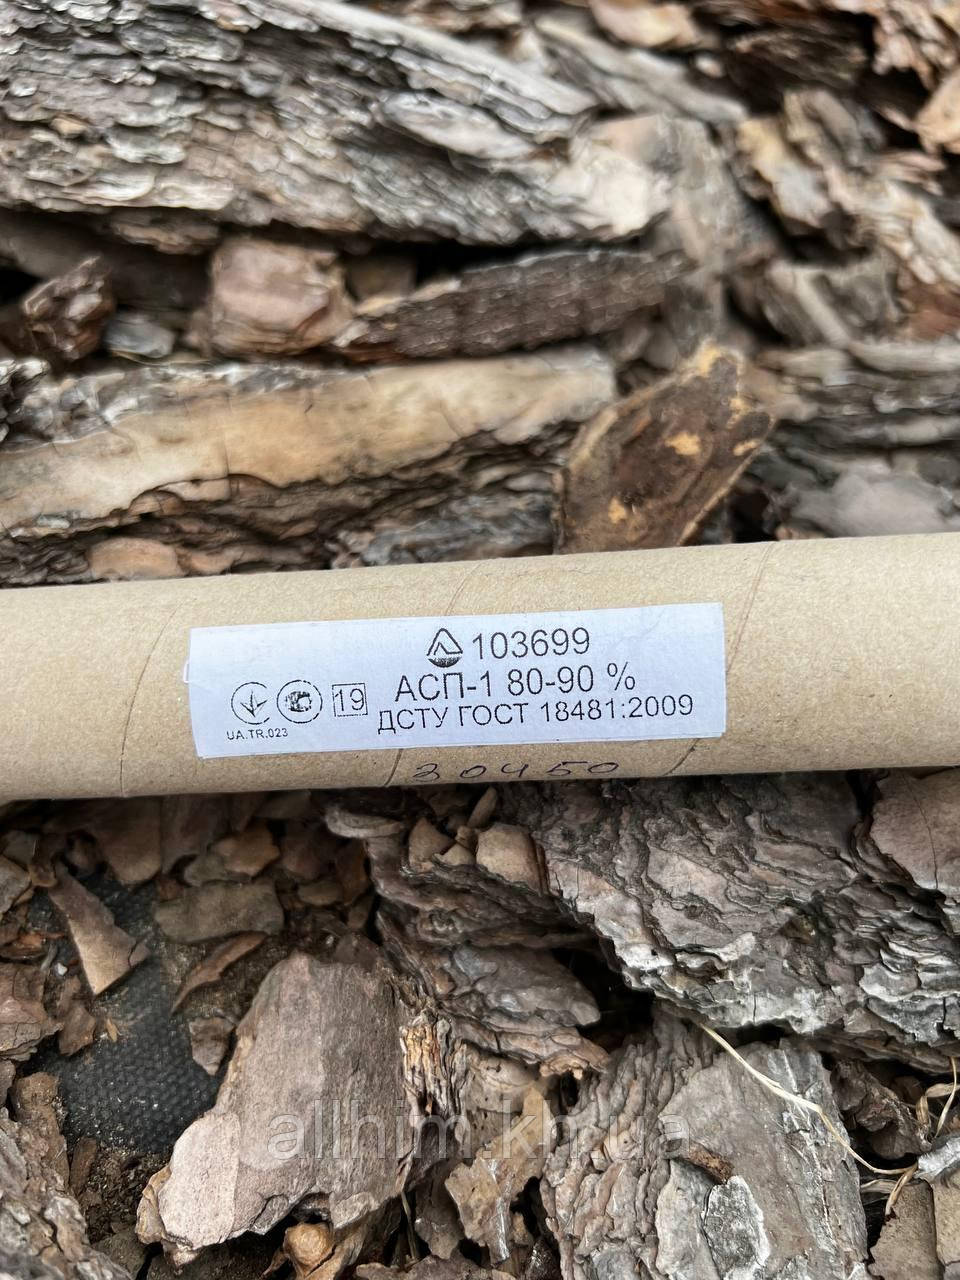 103699
АСП-1 80-90 %
ДСТУ ГОСТ 18481:2009
19
UA.TR.023
20450
allhim.kh.ua